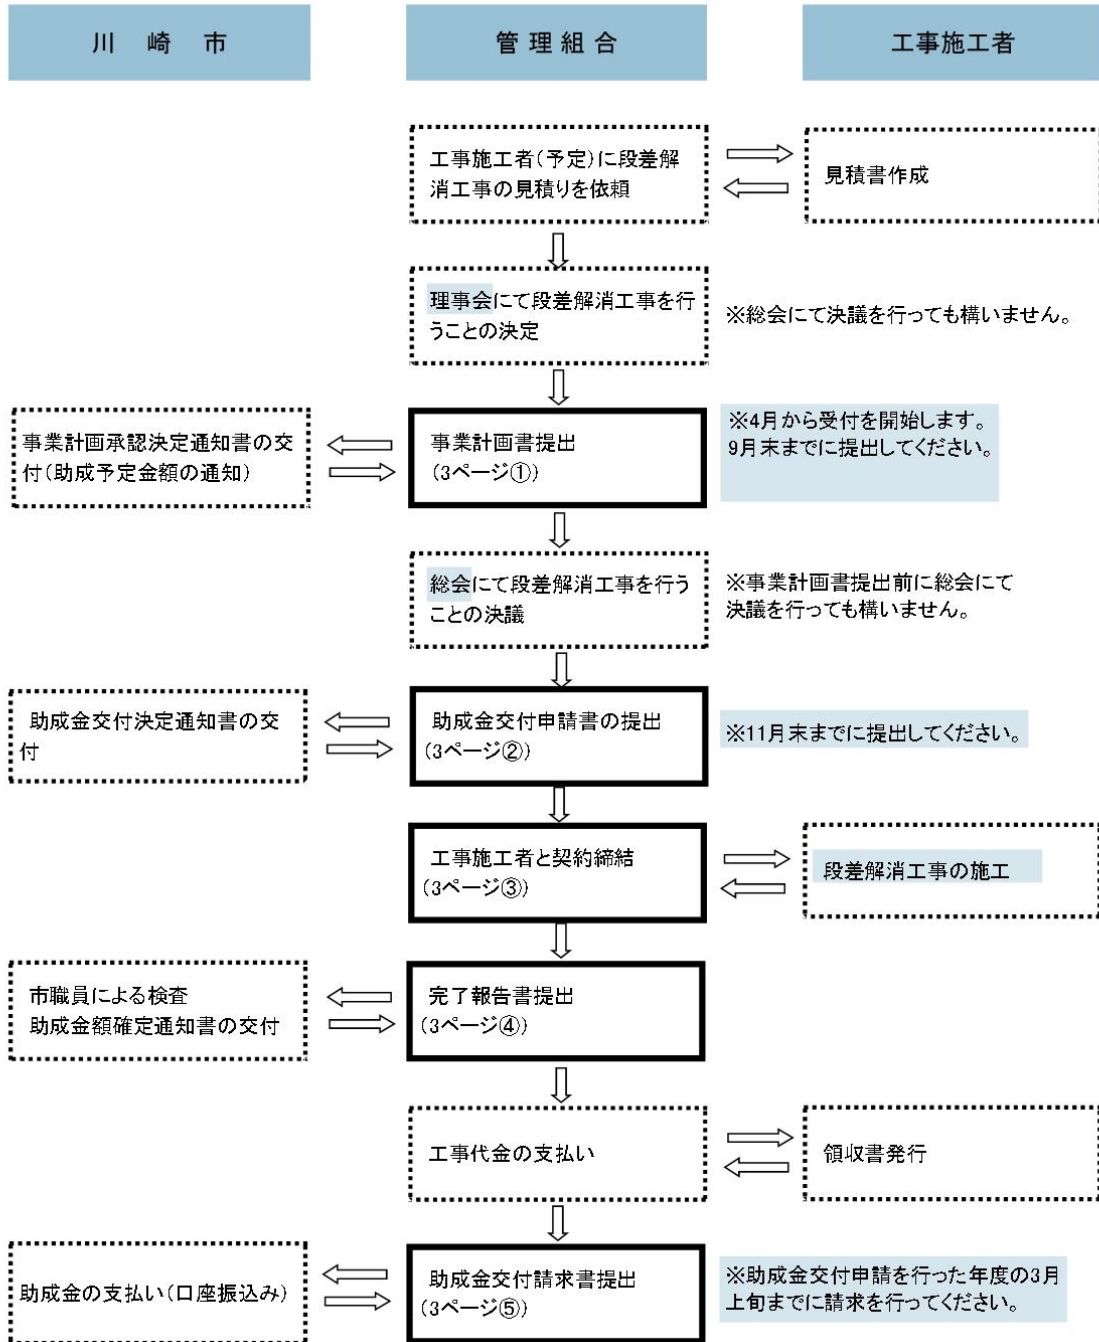 川崎市
管理組合
工事施工者
工事施工者(予定)に段差解
消工事の見積りを依頼
見積書作成
理事会にて段差解消工事を行
うことの決定
※総会にて決議を行っても構いません。
事業計画承認決定通知書の交
付(助成予定金額の通知)
事業計画書提出
(3ページ①)
※4月から受付を開始します。
9月末までに提出してください。
総会にて段差解消工事を行う
ことの決議
※事業計画書提出前に総会にて
決議を行っても構いません。
助成金交付決定通知書の交
付
助成金交付申請書の提出
(3ページ②)
※11月末までに提出してください。
工事施工者と契約締結
(3ページ③)
段差解消工事の施工
市職員による検査
助成金額確定通知書の交付
完了報告書提出
(3ページ④)
工事代金の支払い
領収書発行
助成金の支払い(口座振込み)
助成金交付請求書提出
(3ページ⑤)
※助成金交付申請を行った年度の3月
上旬までに請求を行ってください。